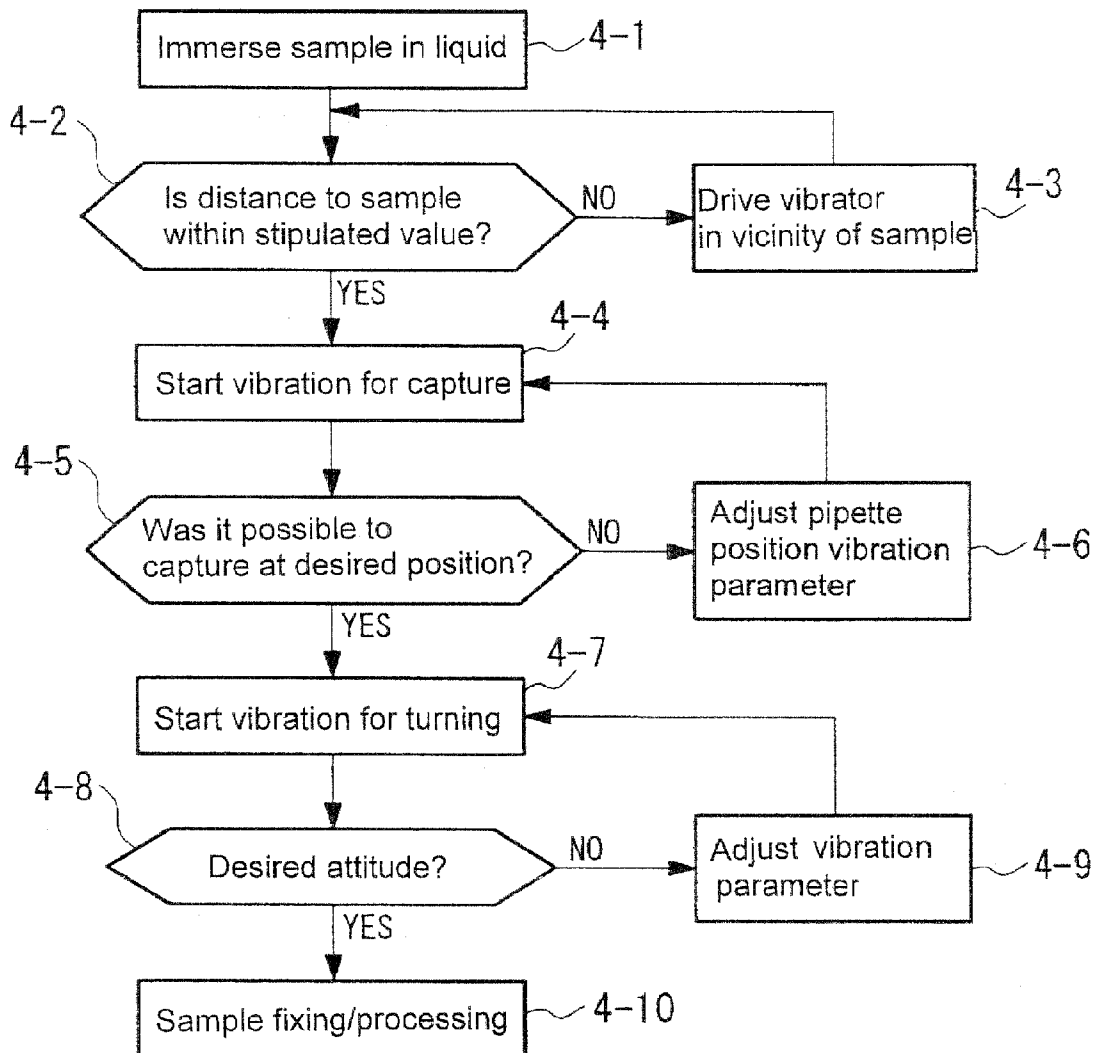 Immerse sample in liquid
4-1
4-2
Is distance to sample
within stipulated value?
NO
Drive vibrator
in vicinity of sample
4-3
YES
4-4
Start vibration for capture
4-5
Was it possible to
capture at desired position?
NO
Adjust pipette
position vibration
parameter
4-6
YES
4-7
Start vibration for turning
4-8
Desired attitude?
NO
Adjust vibration
parameter
4-9
YES
Sample fixing/processing
4-10